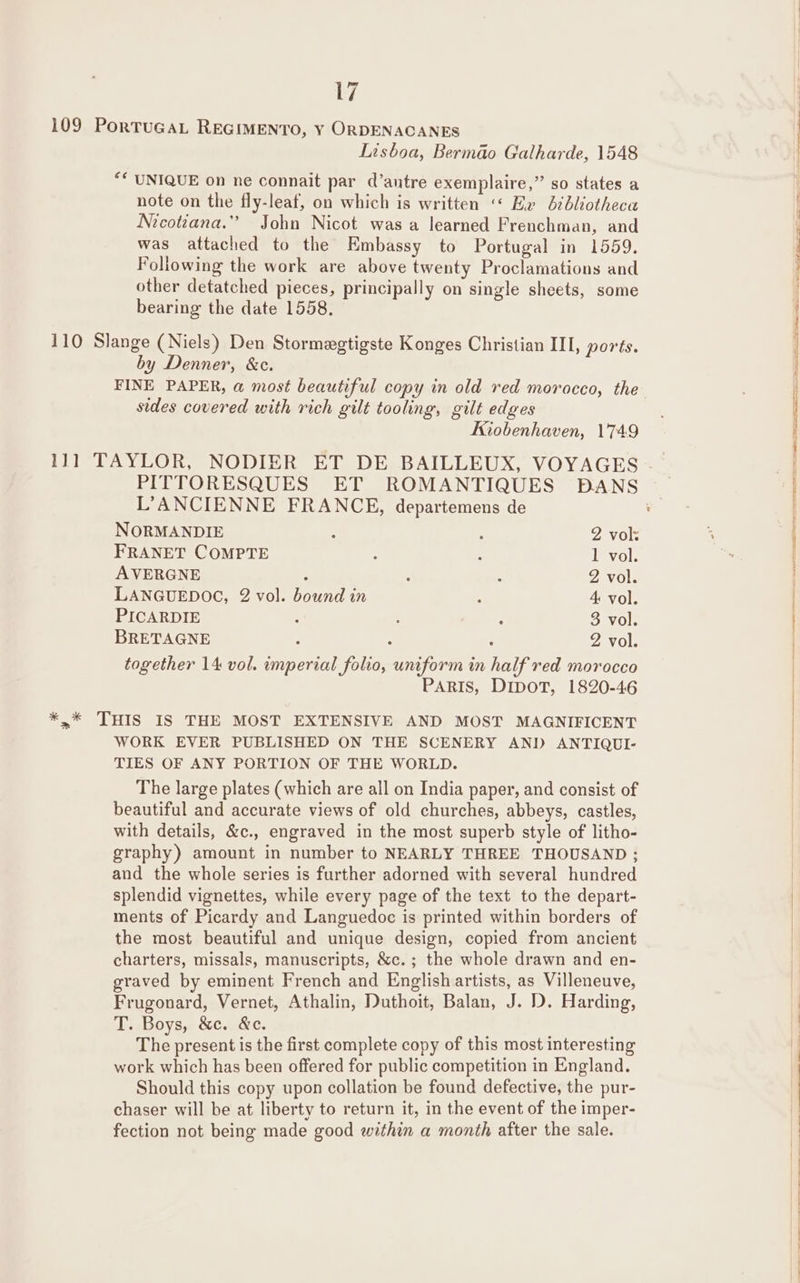 17
109 PORTUGAL REGIMENTO, Y ORDENACANES
Lisboa, Bermão Galharde, 1548
“UNIQUE on ne connait par d’autre exemplaire,” so states a
note on the fly-leaf, on which is written “Ex bibliotheca
Nicotiana.” John Nicot was a learned Frenchman, and
was attached to the Embassy to Portugal in 1559.
Following the work are above twenty Proclamations and
other detatched pieces, principally on single sheets, some
bearing the date 1558.
110 Slange (Niels) Den Stormægtigste Konges Christian III, ports.
by Denner, &c.
FINE PAPER, a most beautiful copy in old red morocco, the
sides covered with rich gilt tooling, gilt edges
Kiobenhaven, 1749
111 TAYLOR, NODIER ET DE BAILLEUX, VOYAGES
PITTORESQUES ET ROMANTIQUES DANS
L’ANCIENNE FRANCE, departemens de
NORMANDIE . . 2 vol.
FRANET COMPTE . . 1 vol.
AVERGNE . . . 2 vol.
LANGUEDOC, 2 vol. bound in . 4 vol.
PICARDIE . . . 3 vol.
BRETAGNE . . . 2 vol.
together 14 vol. imperial folio, uniform in half red morocco
PARIS, DIDOT, 1820-46
*** THIS IS THE MOST EXTENSIVE AND MOST MAGNIFICENT
WORK EVER PUBLISHED ON THE SCENERY AND ANTIQUI-
TIES OF ANY PORTION OF THE WORLD.
The large plates (which are all on India paper, and consist of
beautiful and accurate views of old churches, abbeys, castles,
with details, &c., engraved in the most superb style of litho-
graphy) amount in number to NEARLY THREE THOUSAND;
and the whole series is further adorned with several hundred
splendid vignettes, while every page of the text to the depart-
ments of Picardy and Languedoc is printed within borders of
the most beautiful and unique design, copied from ancient
charters, missals, manuscripts, &c.; the whole drawn and en-
graved by eminent French and English artists, as Villeneuve,
Frugonard, Vernet, Athalin, Duthoit, Balan, J. D. Harding,
T. Boys, &c. &c.
The present is the first complete copy of this most interesting
work which has been offered for public competition in England.
Should this copy upon collation be found defective, the pur-
chaser will be at liberty to return it, in the event of the imper-
fection not being made good within a month after the sale.